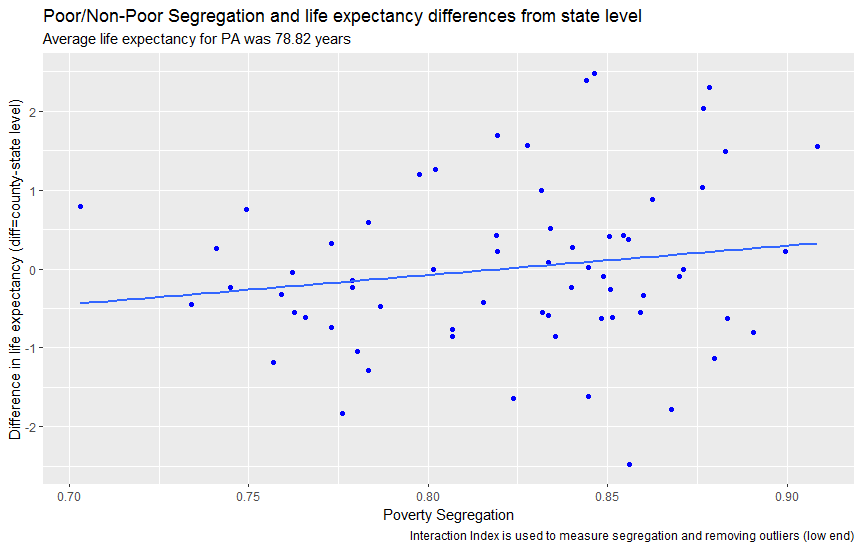 Poor/Non-Poor Segregation and life expectancy differences from state level
Average life expectancy for PA was 78.82 years
Difference in life expectancy (diff=county-state level)
2
1
0
-1
-2
0.70 0.75 0.80 0.85 0.90
Poverty Segregation
Interaction Index is used to measure segregation and removing outliers (low end)